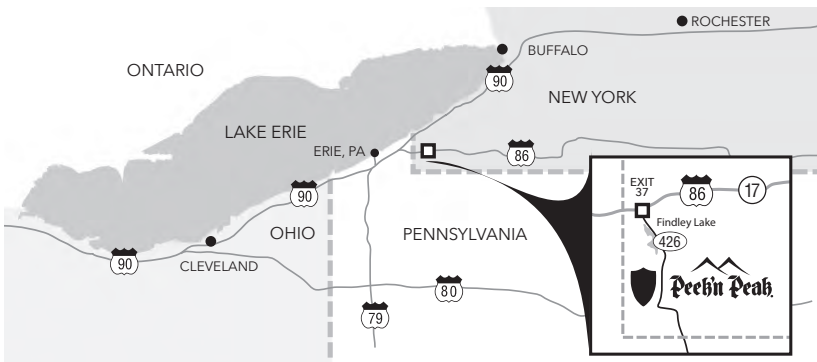 ROCHESTER
BUFFALO
90
ONTARIO
NEW YORK
LAKE ERIE
ERIE, PA
86
90
EXIT
37
86
17
Findley Lake
426
OHIO
PENNSYLVANIA
90
CLEVELAND
80
79
Peek'n Peak